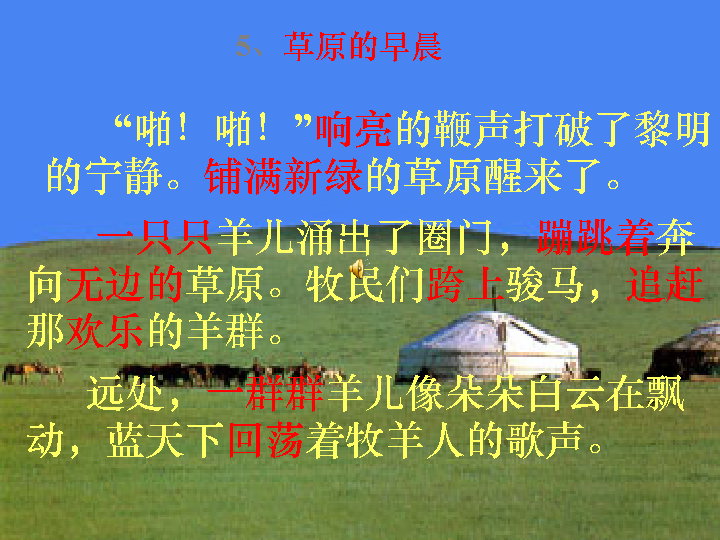 5、草原的早晨
“啪！啪！”响亮的鞭声打破了黎明
的宁静。铺满新绿的草原醒来了。
一只只羊儿涌出了圈门，蹦跳着奔
向无边的草原。牧民们跨上骏马，追赶
那欢乐的羊群。
远处，一群群羊儿像朵朵白云在飘
动，蓝天下回荡着牧羊人的歌声。